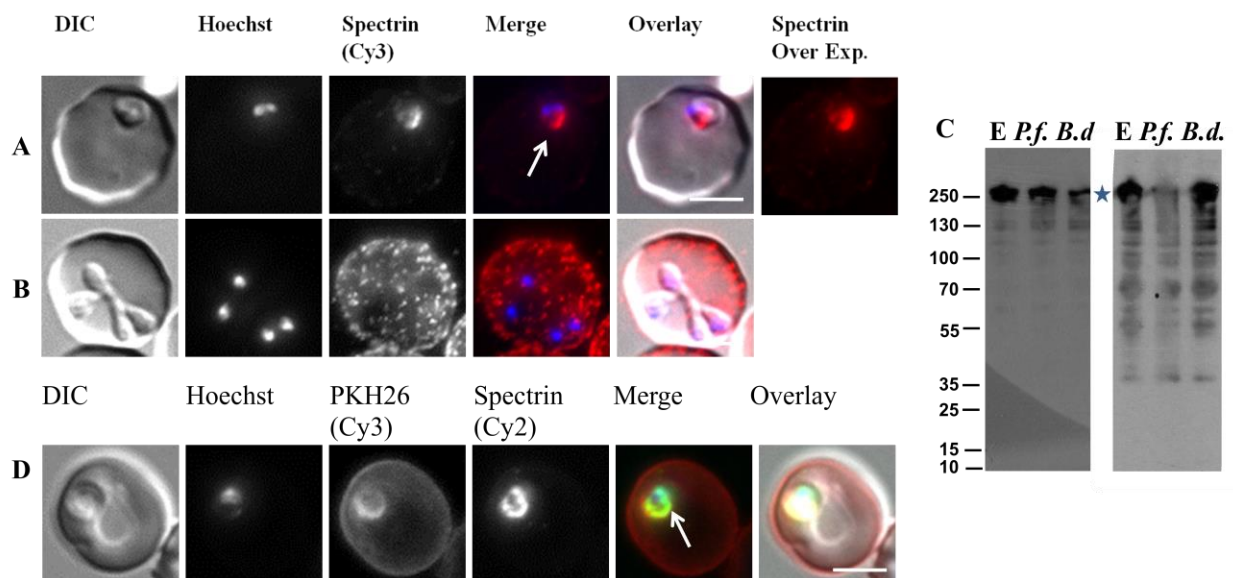 DIC Hoechst Spectrin Merge Overlay Spectrin
(Cy3) Over Exp.
A
B
C
E P.f. B.d E P.f. B.d.
250
130
100
70
55
35
25
15
10
DIC Hoechst PKH26 Spectrin Merge Overlay
(Cy3) (Cy2)
D